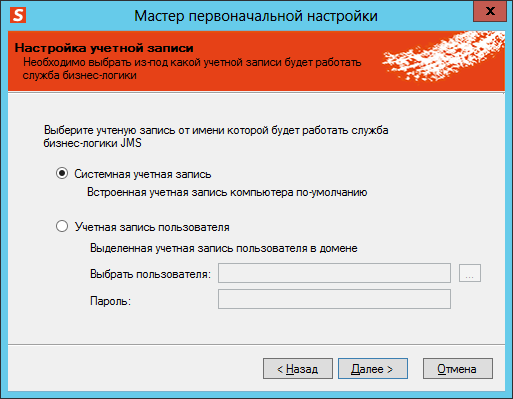 S
Мастер первоначальной настройки
x
Настройка учетной записи
Необходимо выбрать из-под какой учетной записи будет работать
служба бизнес-логики
Выберите учтеную запись от имени которой будет работать служба
бизнес-логики JMS
Системная учетная запись
Встроенная учетная запись компьютера по-умолчанию
Учетная запись пользователя
Выделенная учетная запись пользователя в домене
Выбрать пользователя:
...
Пароль:
< Назад
Далее >
Отмена